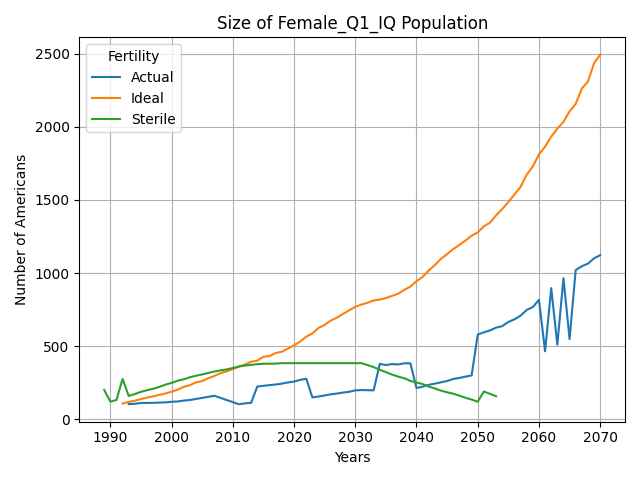 Size of Female_Q1_IQ Population
Fertility
Actual
Ideal
Sterile
Number of Americans
2500
2000
1500
1000
500
0
1990 2000 2010 2020 2030 2040 2050 2060 2070
Years